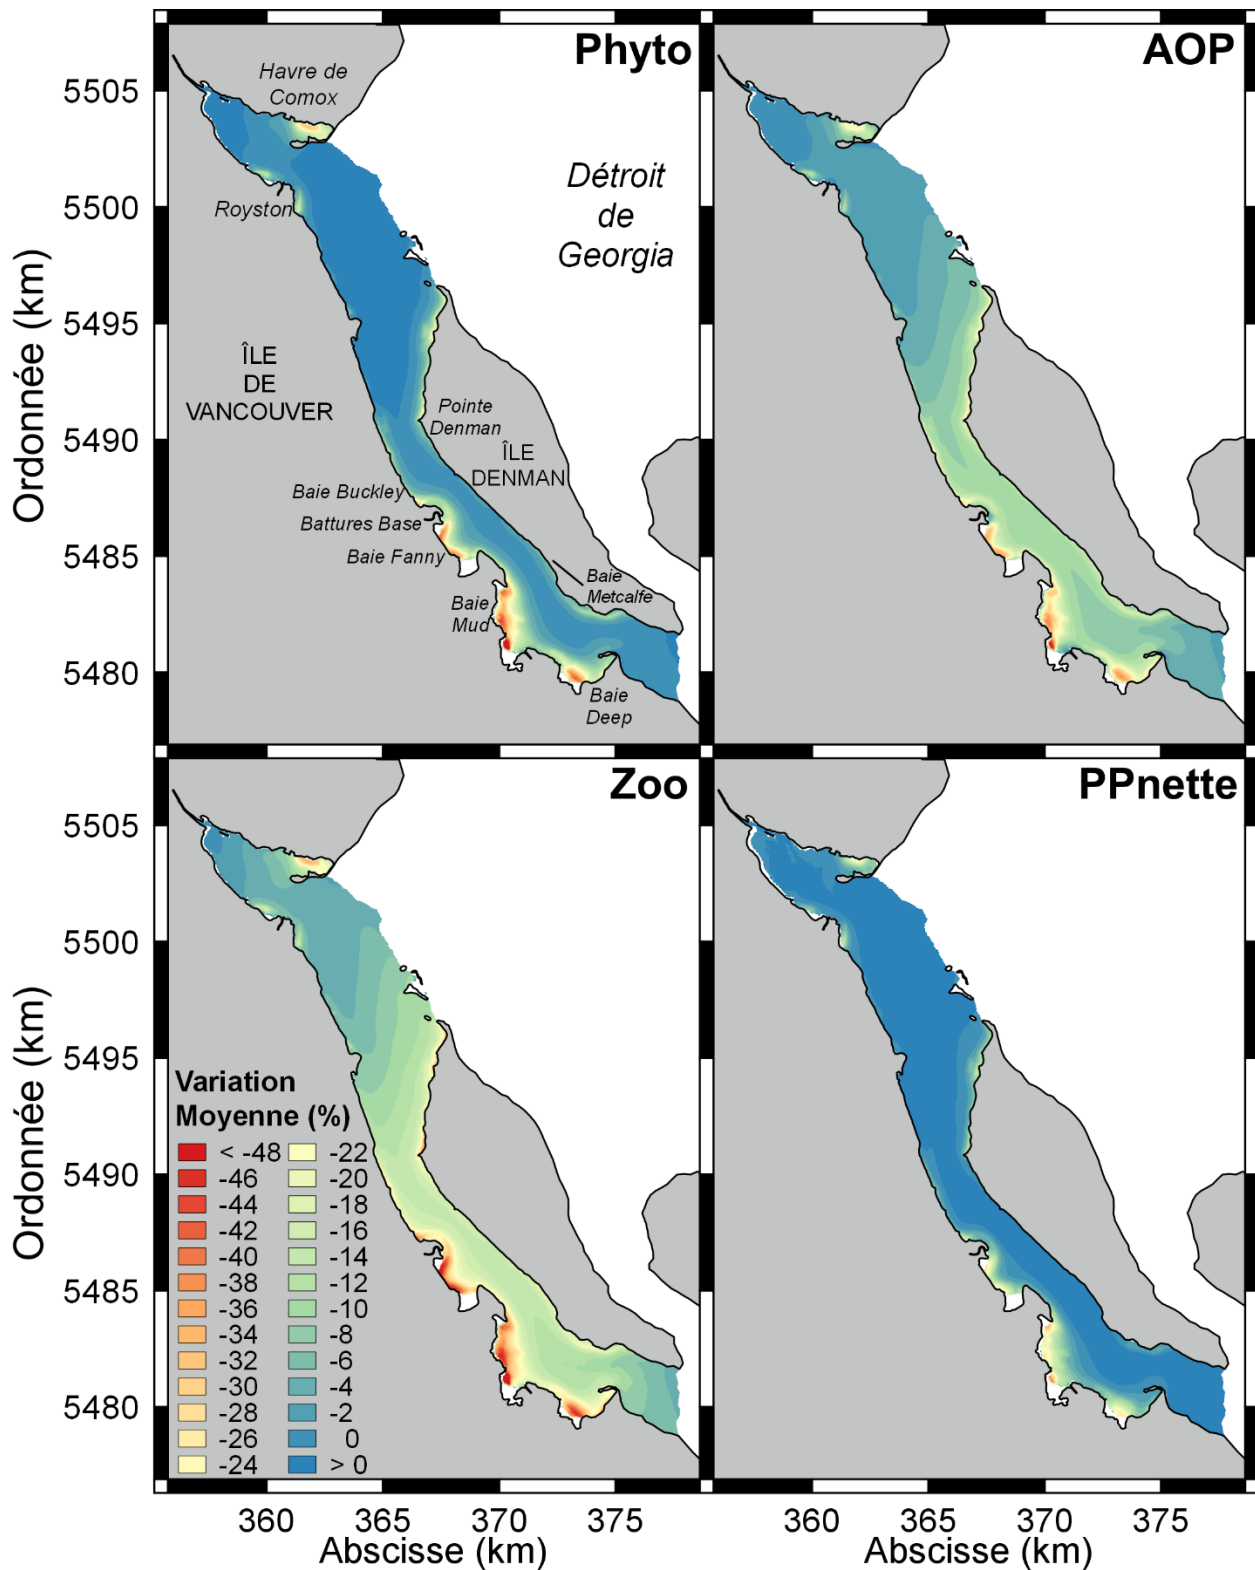 Phyto
AOP
Havre de
Comox
Détroit
de
Georgia
Royston
ÎLE
DE
VANCOUVER
Pointe
Denman
ÎLE
DENMAN
Baie Buckley
Battures Base
Baie Fanny
Baie
Metcalfe
Baie
Mud
Baie
Deep
Ordonnée (km)
5505
5500
5495
5490
5485
5480
Zoo
PPnette
Ordonnée (km)
5505
5500
5495
5490
5485
5480
Variation
Moyenne (%)
< -48
-46
-44
-42
-40
-38
-36
-34
-32
-30
-28
-26
-24
-22
-20
-18
-16
-14
-12
-10
-8
-6
-4
-2
0
> 0
360 365 370 375
Abscisse (km)
360 365 370 375
Abscisse (km)